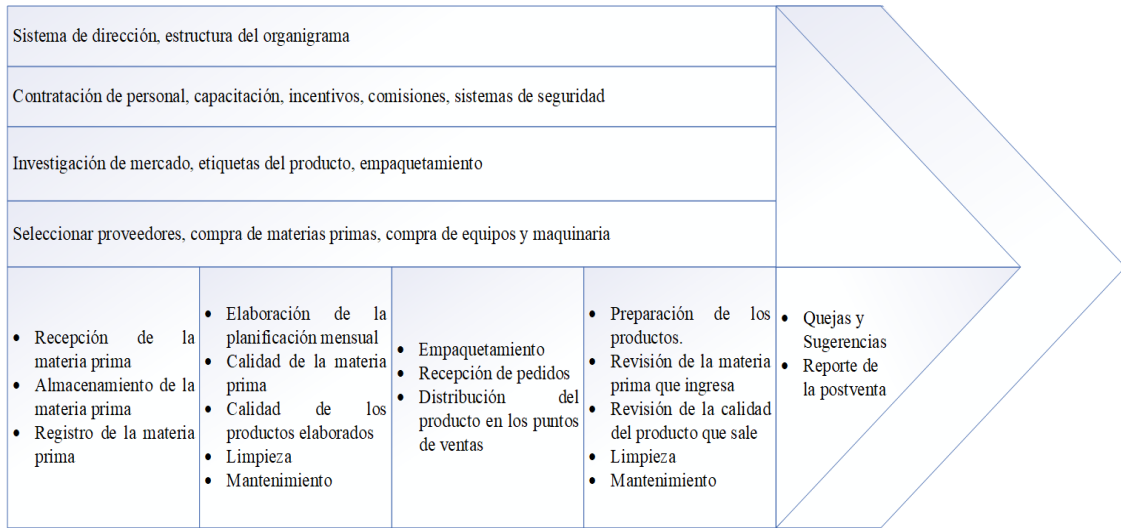 Sistema de dirección, estructura del organigrama
Contratación de personal, capacitación, incentivos, comisiones, sistemas de seguridad
Investigación de mercado, etiquetas del producto, empaquetamiento
Seleccionar proveedores, compra de materias primas, compra de equipos y maquinaria
• Recepción de la
materia prima
• Almacenamiento de la
materia prima
• Registro de la materia
prima
• Elaboración de la
planificación mensual
• Calidad de la materia
prima
• Calidad de los
productos elaborados
• Limpieza
• Mantenimiento
• Empaquetamiento
• Recepción de pedidos
• Distribución del
producto en los puntos
de ventas
• Preparación de los
productos.
• Revisión de la materia
prima que ingresa
• Revisión de la calidad
del producto que sale
• Limpieza
• Mantenimiento
• Quejas y
Sugerencias
• Reporte de
la postventa